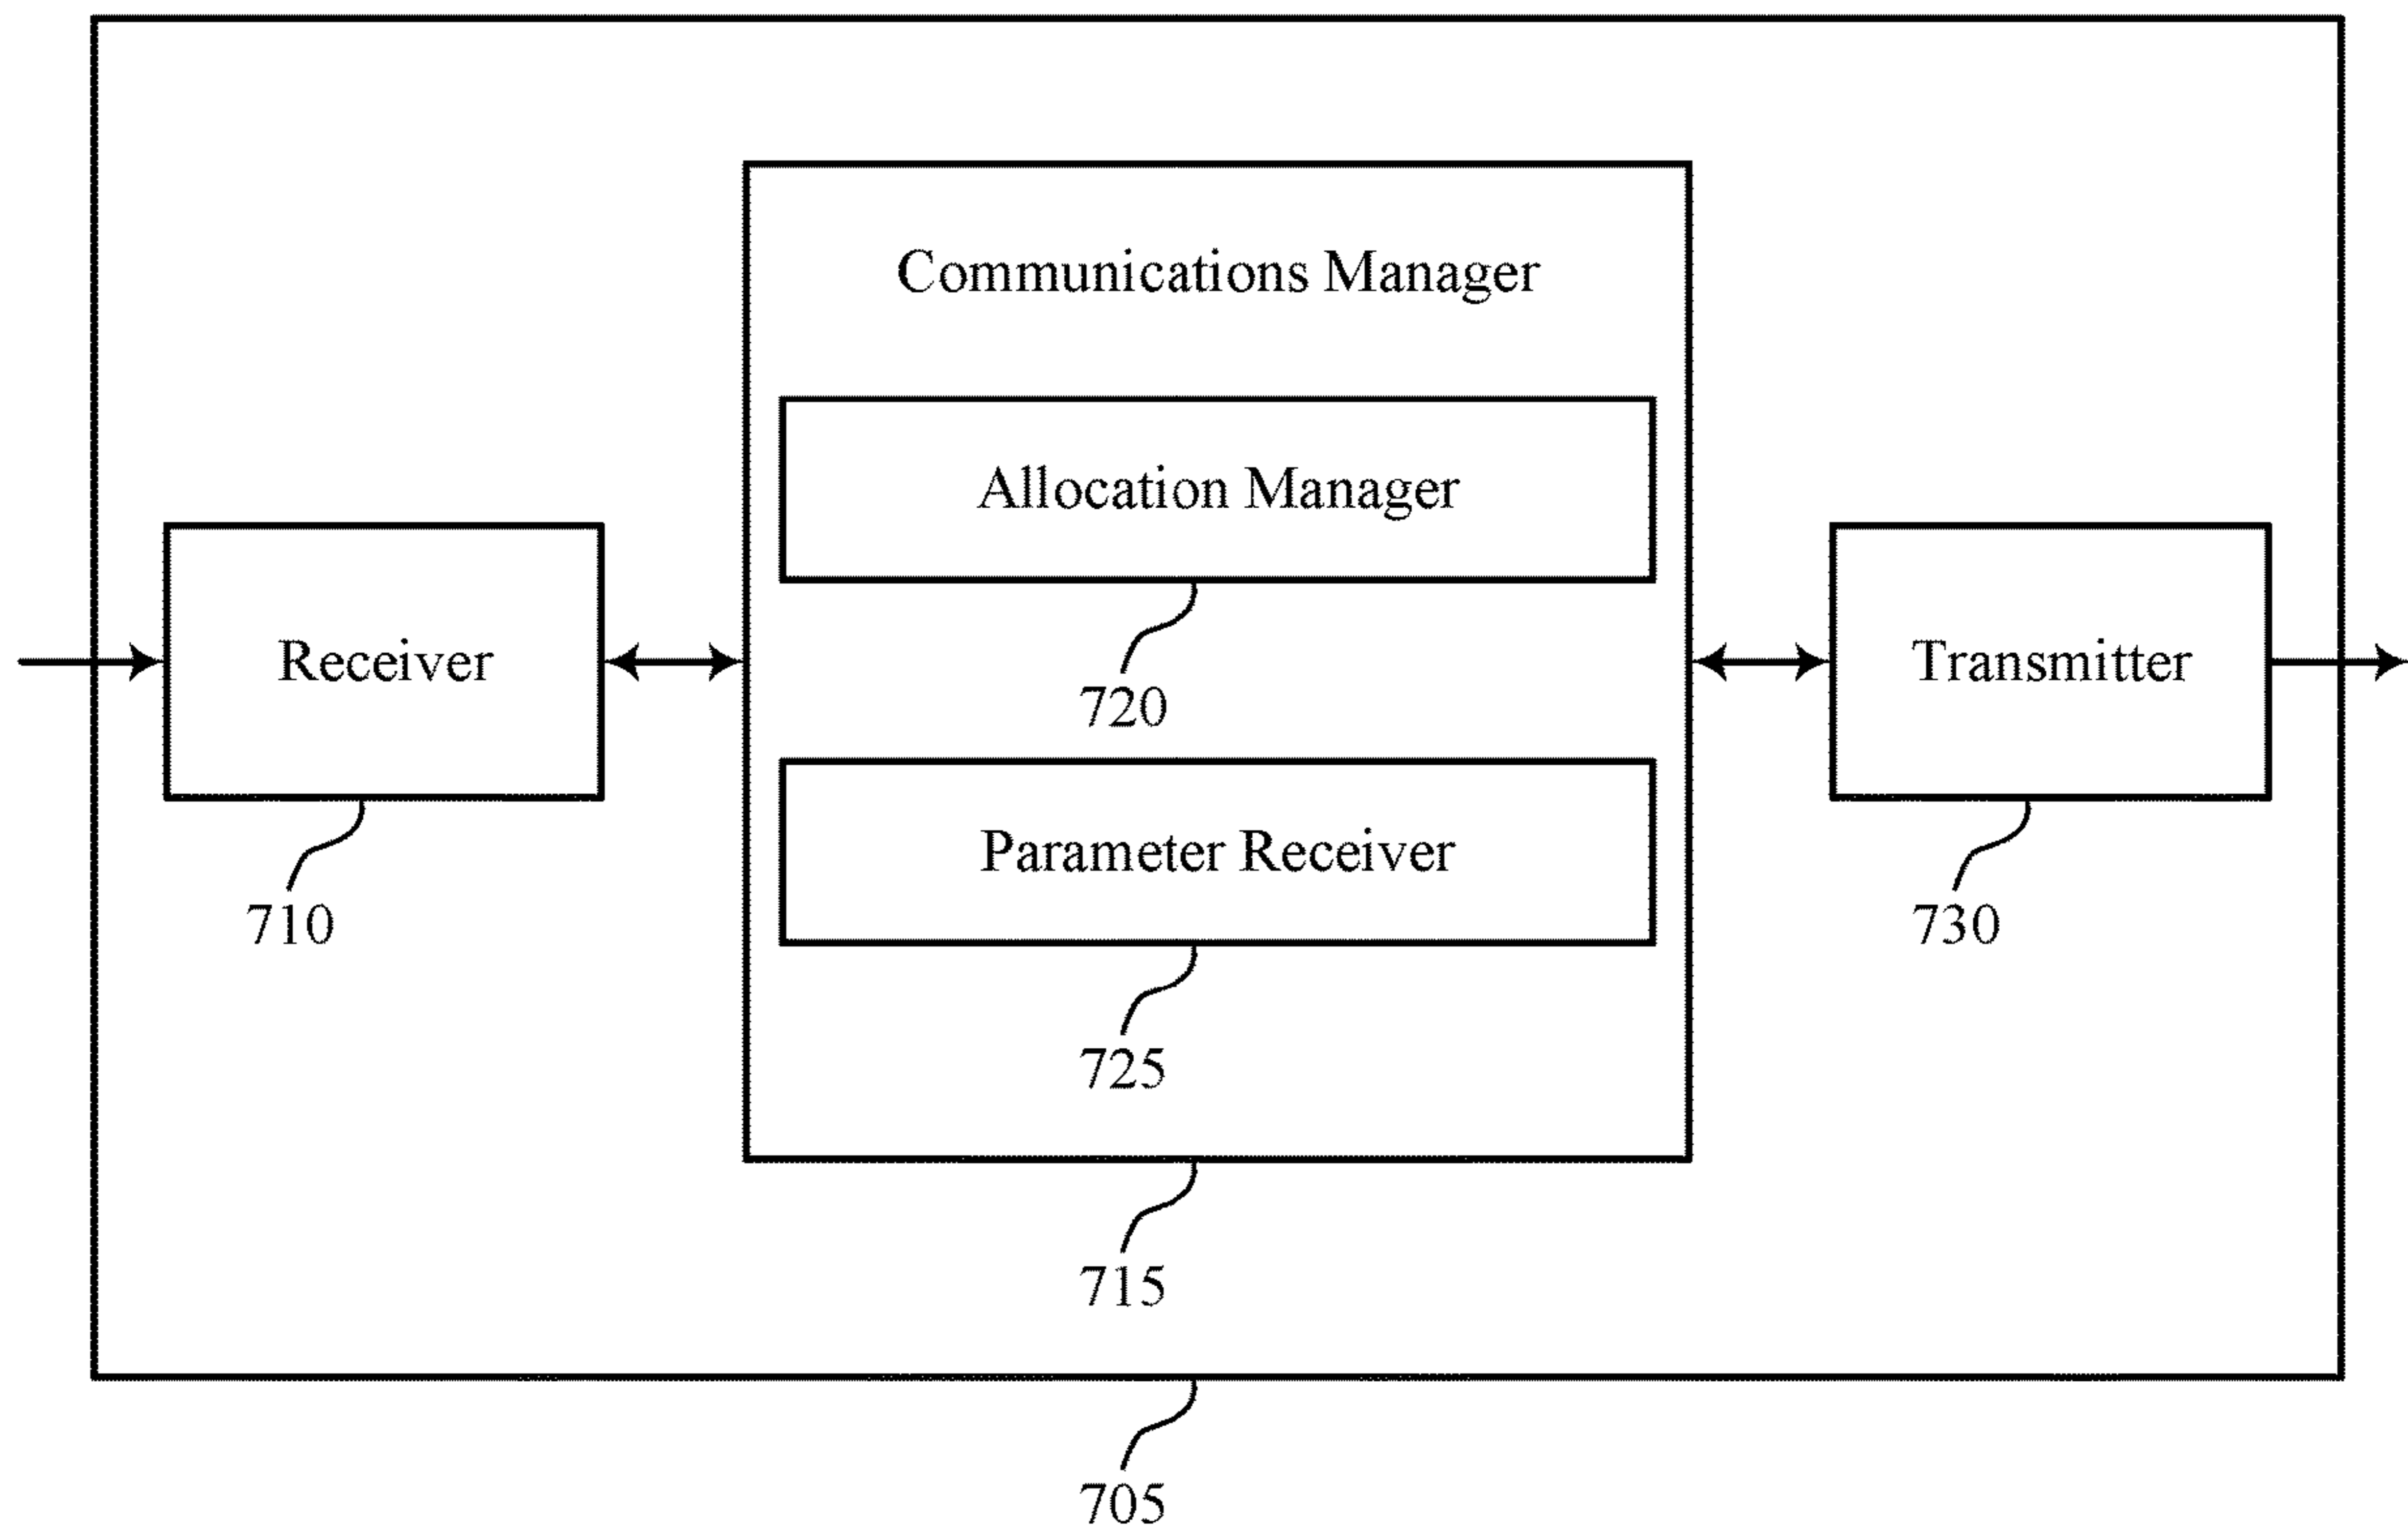 Communications Manager
Allocation Manager
720
Receiver
710
Transmitter
730
Parameter Receiver
725
715
705